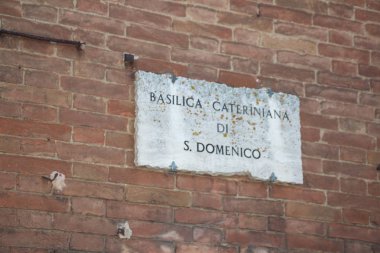 BASILICA CATERINIANA
DI
S. DOMENICO